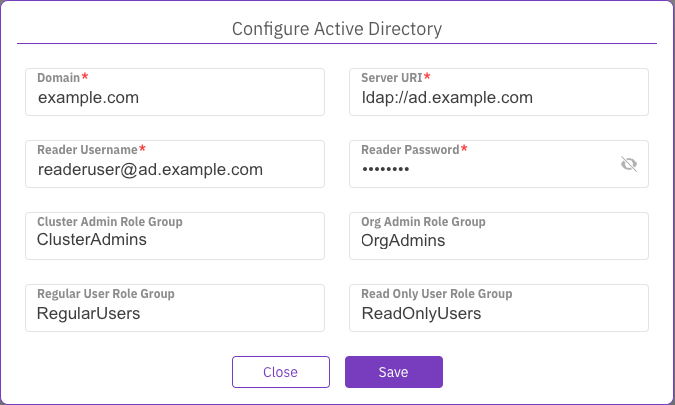 Configure Active Directory
Domain*
example.com
Server URI*
ldap://ad.example.com
Reader Username*
readeruser@ad.example.com
Reader Password*
••••••••
Cluster Admin Role Group
ClusterAdmins
Org Admin Role Group
OrgAdmins
Regular User Role Group
RegularUsers
Read Only User Role Group
ReadOnlyUsers
Close
Save